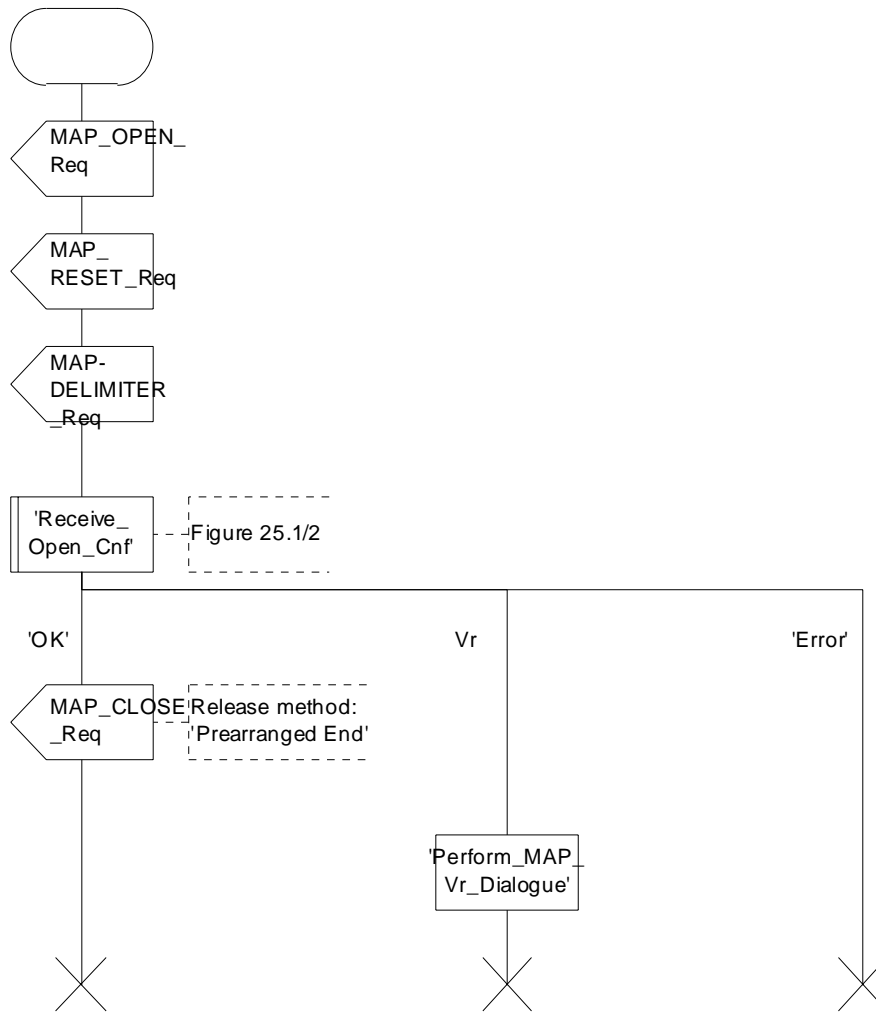 MAP_OPEN_
Req
MAP_
RESET_Req
MAP-
DELIMITER
_Req
'Receive_
Open_Cnf'
Figure 25.1/2
'OK'
Vr
'Error'
MAP_CLOSE
_Req
Release method:
'Prearranged End'
'Perform_MAP_
Vr_Dialogue'